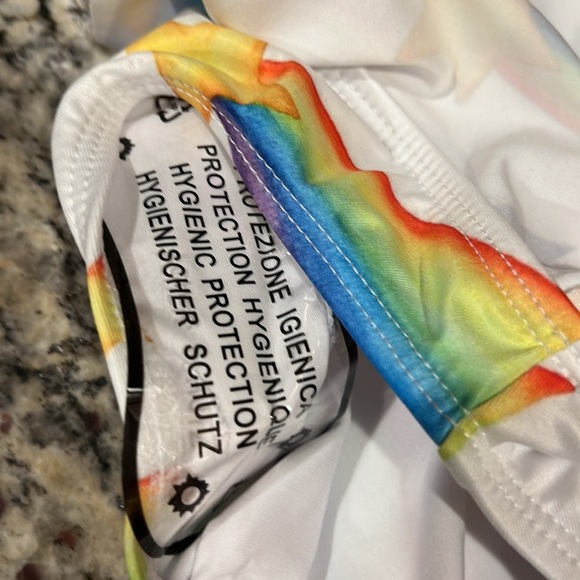 PROTEZIONE IGIENICA
PROTECTION HYGIENIQUE
HYGIENIC PROTECTION
HYGIENISCHER SCHUTZ